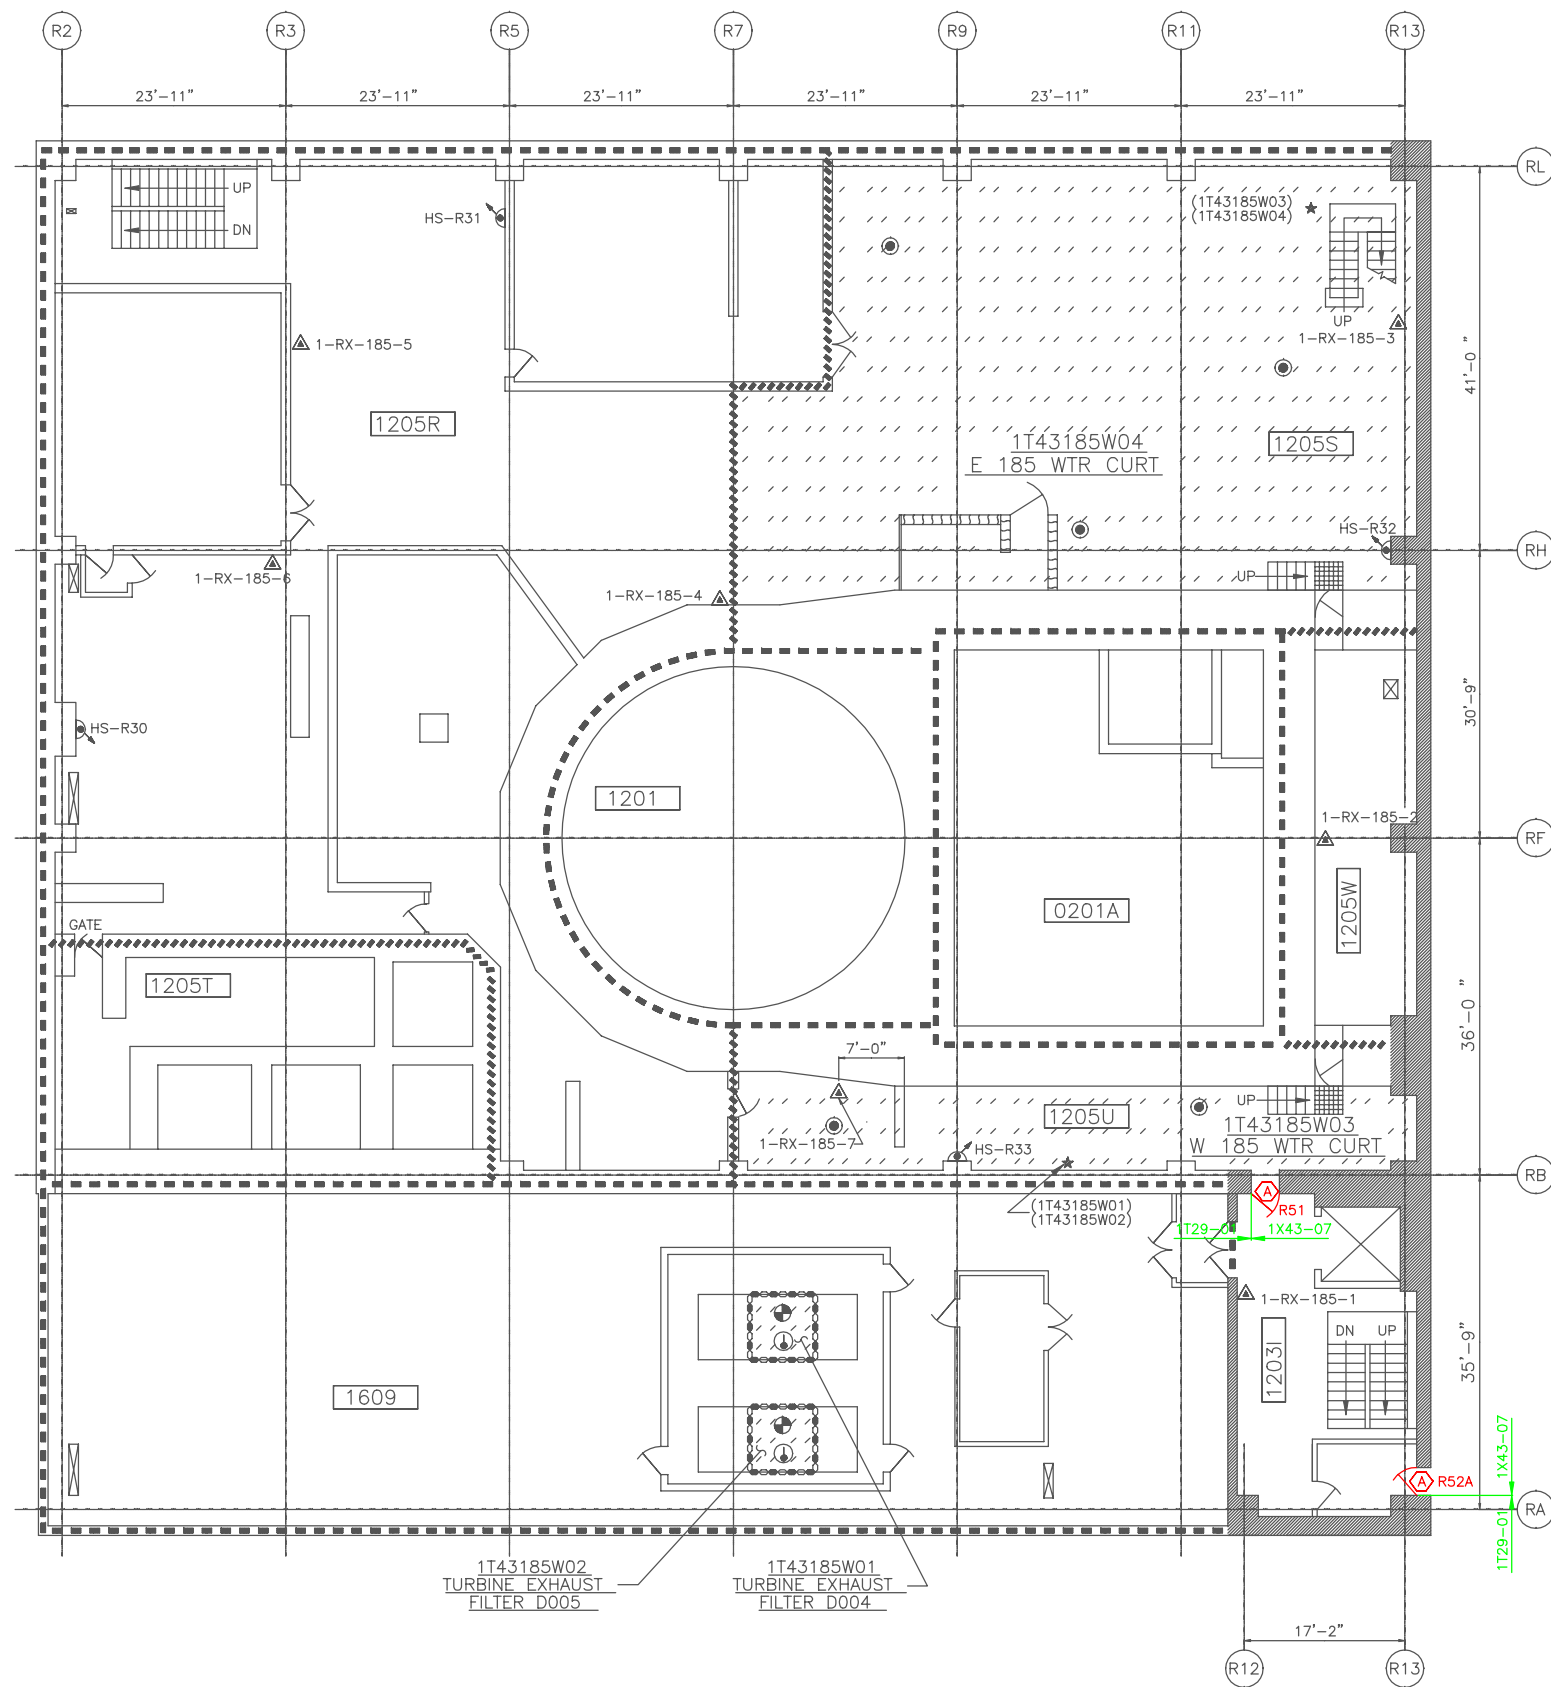 R2
R3
R5
R7
R9
R11
R13
23'-11"
23'-11"
23'-11"
23'-11"
23'-11"
23'-11"
RL
UP
DN
HS-R31
(1T43185W03)
(1T43185W04)
UP
1-RX-185-3
1-RX-185-5
41'-0"
1205R
1T43185W04
E 185 WTR CURT
1205S
HS-R32
RH
1-RX-185-6
UP
1-RX-185-4
30'-9"
HS-R30
1201
1-RX-185-2
RF
0201A
1205W
GATE
1205T
36'-0"
7'-0"
UP
1205U
1T43185W03
W 185 WTR CURT
1-RX-185-7
HS-R33
RB
(1T43185W01)
(1T43185W02)
A
R51
1T29-01
1X43-07
1-RX-185-1
DN
UP
1203I
35'-9"
1609
1X43-07
A
R52A
RA
1T29-01
1T43185W02
TURBINE EXHAUST
FILTER D005
1T43185W01
TURBINE EXHAUST
FILTER D004
17'-2"
R12
R13